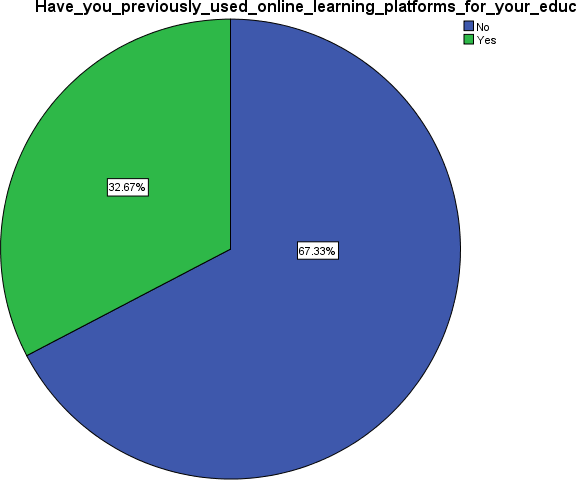 Have_you_previously_used_online_learning_platforms_for_your_educ
No
Yes
32.67%
67.33%